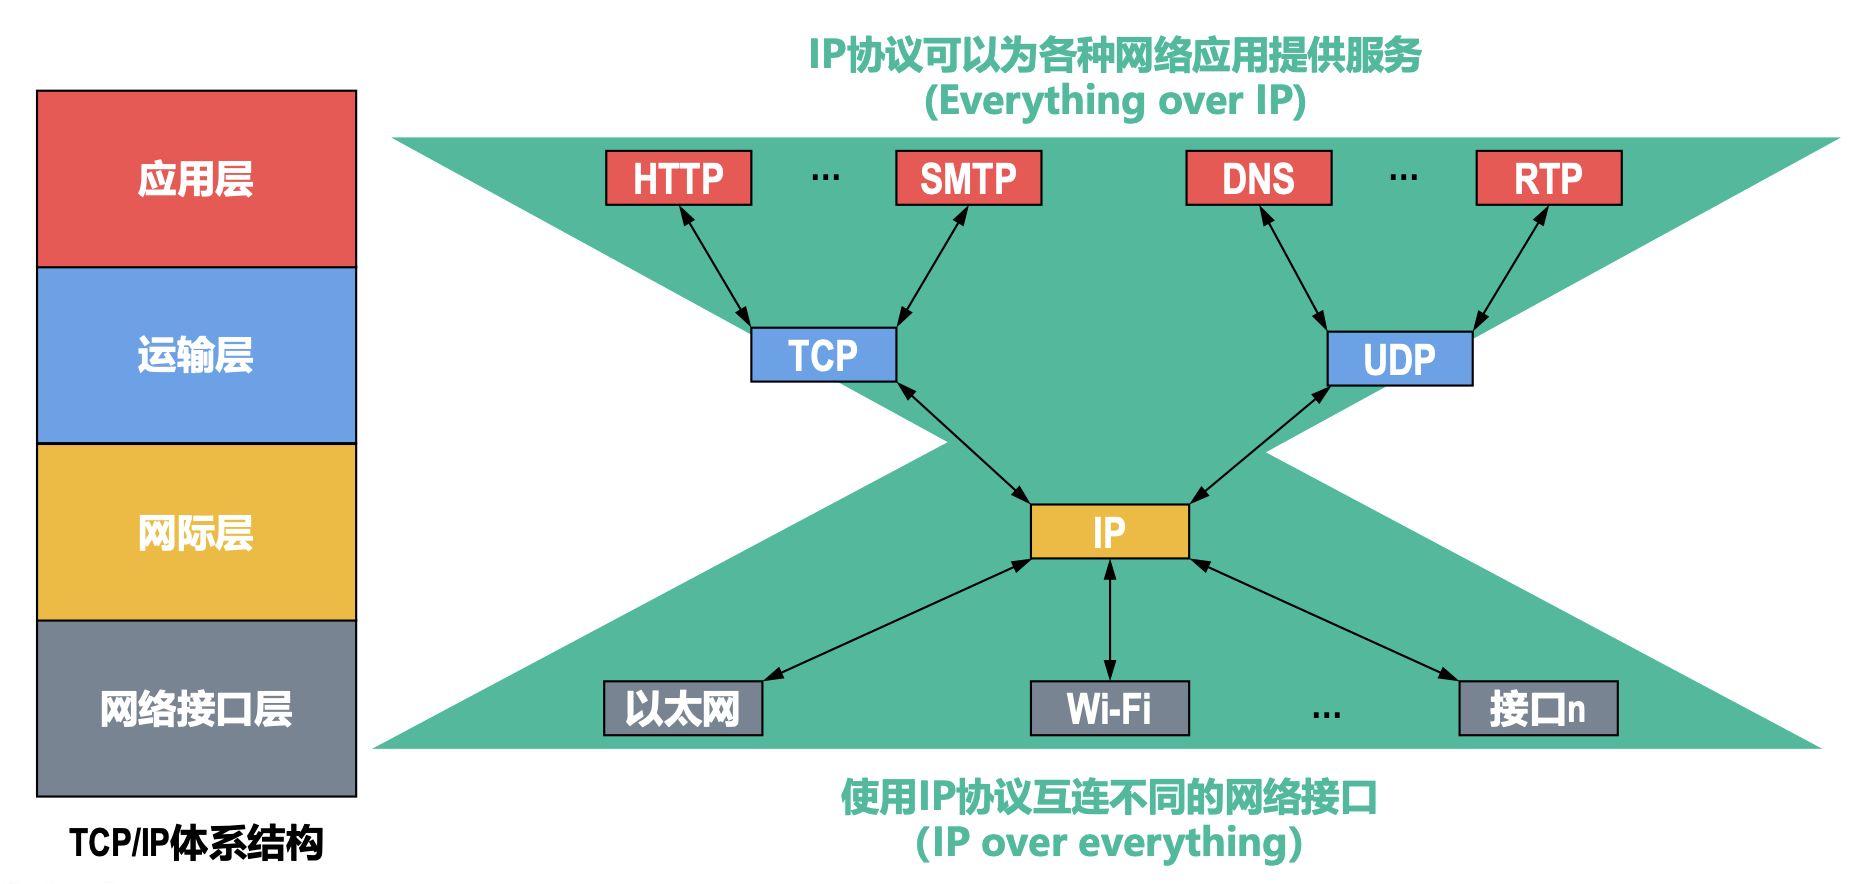 IP协议可以为各种网络应用提供服务
(Everything over IP)
应用层
HTTP ... SMTP DNS ... RTP
运输层
TCP UDP
网际层
IP
网络接口层
以太网 Wi-Fi ... 接口n
使用IP协议互连不同的网络接口
(IP over everything)
TCP/IP体系结构